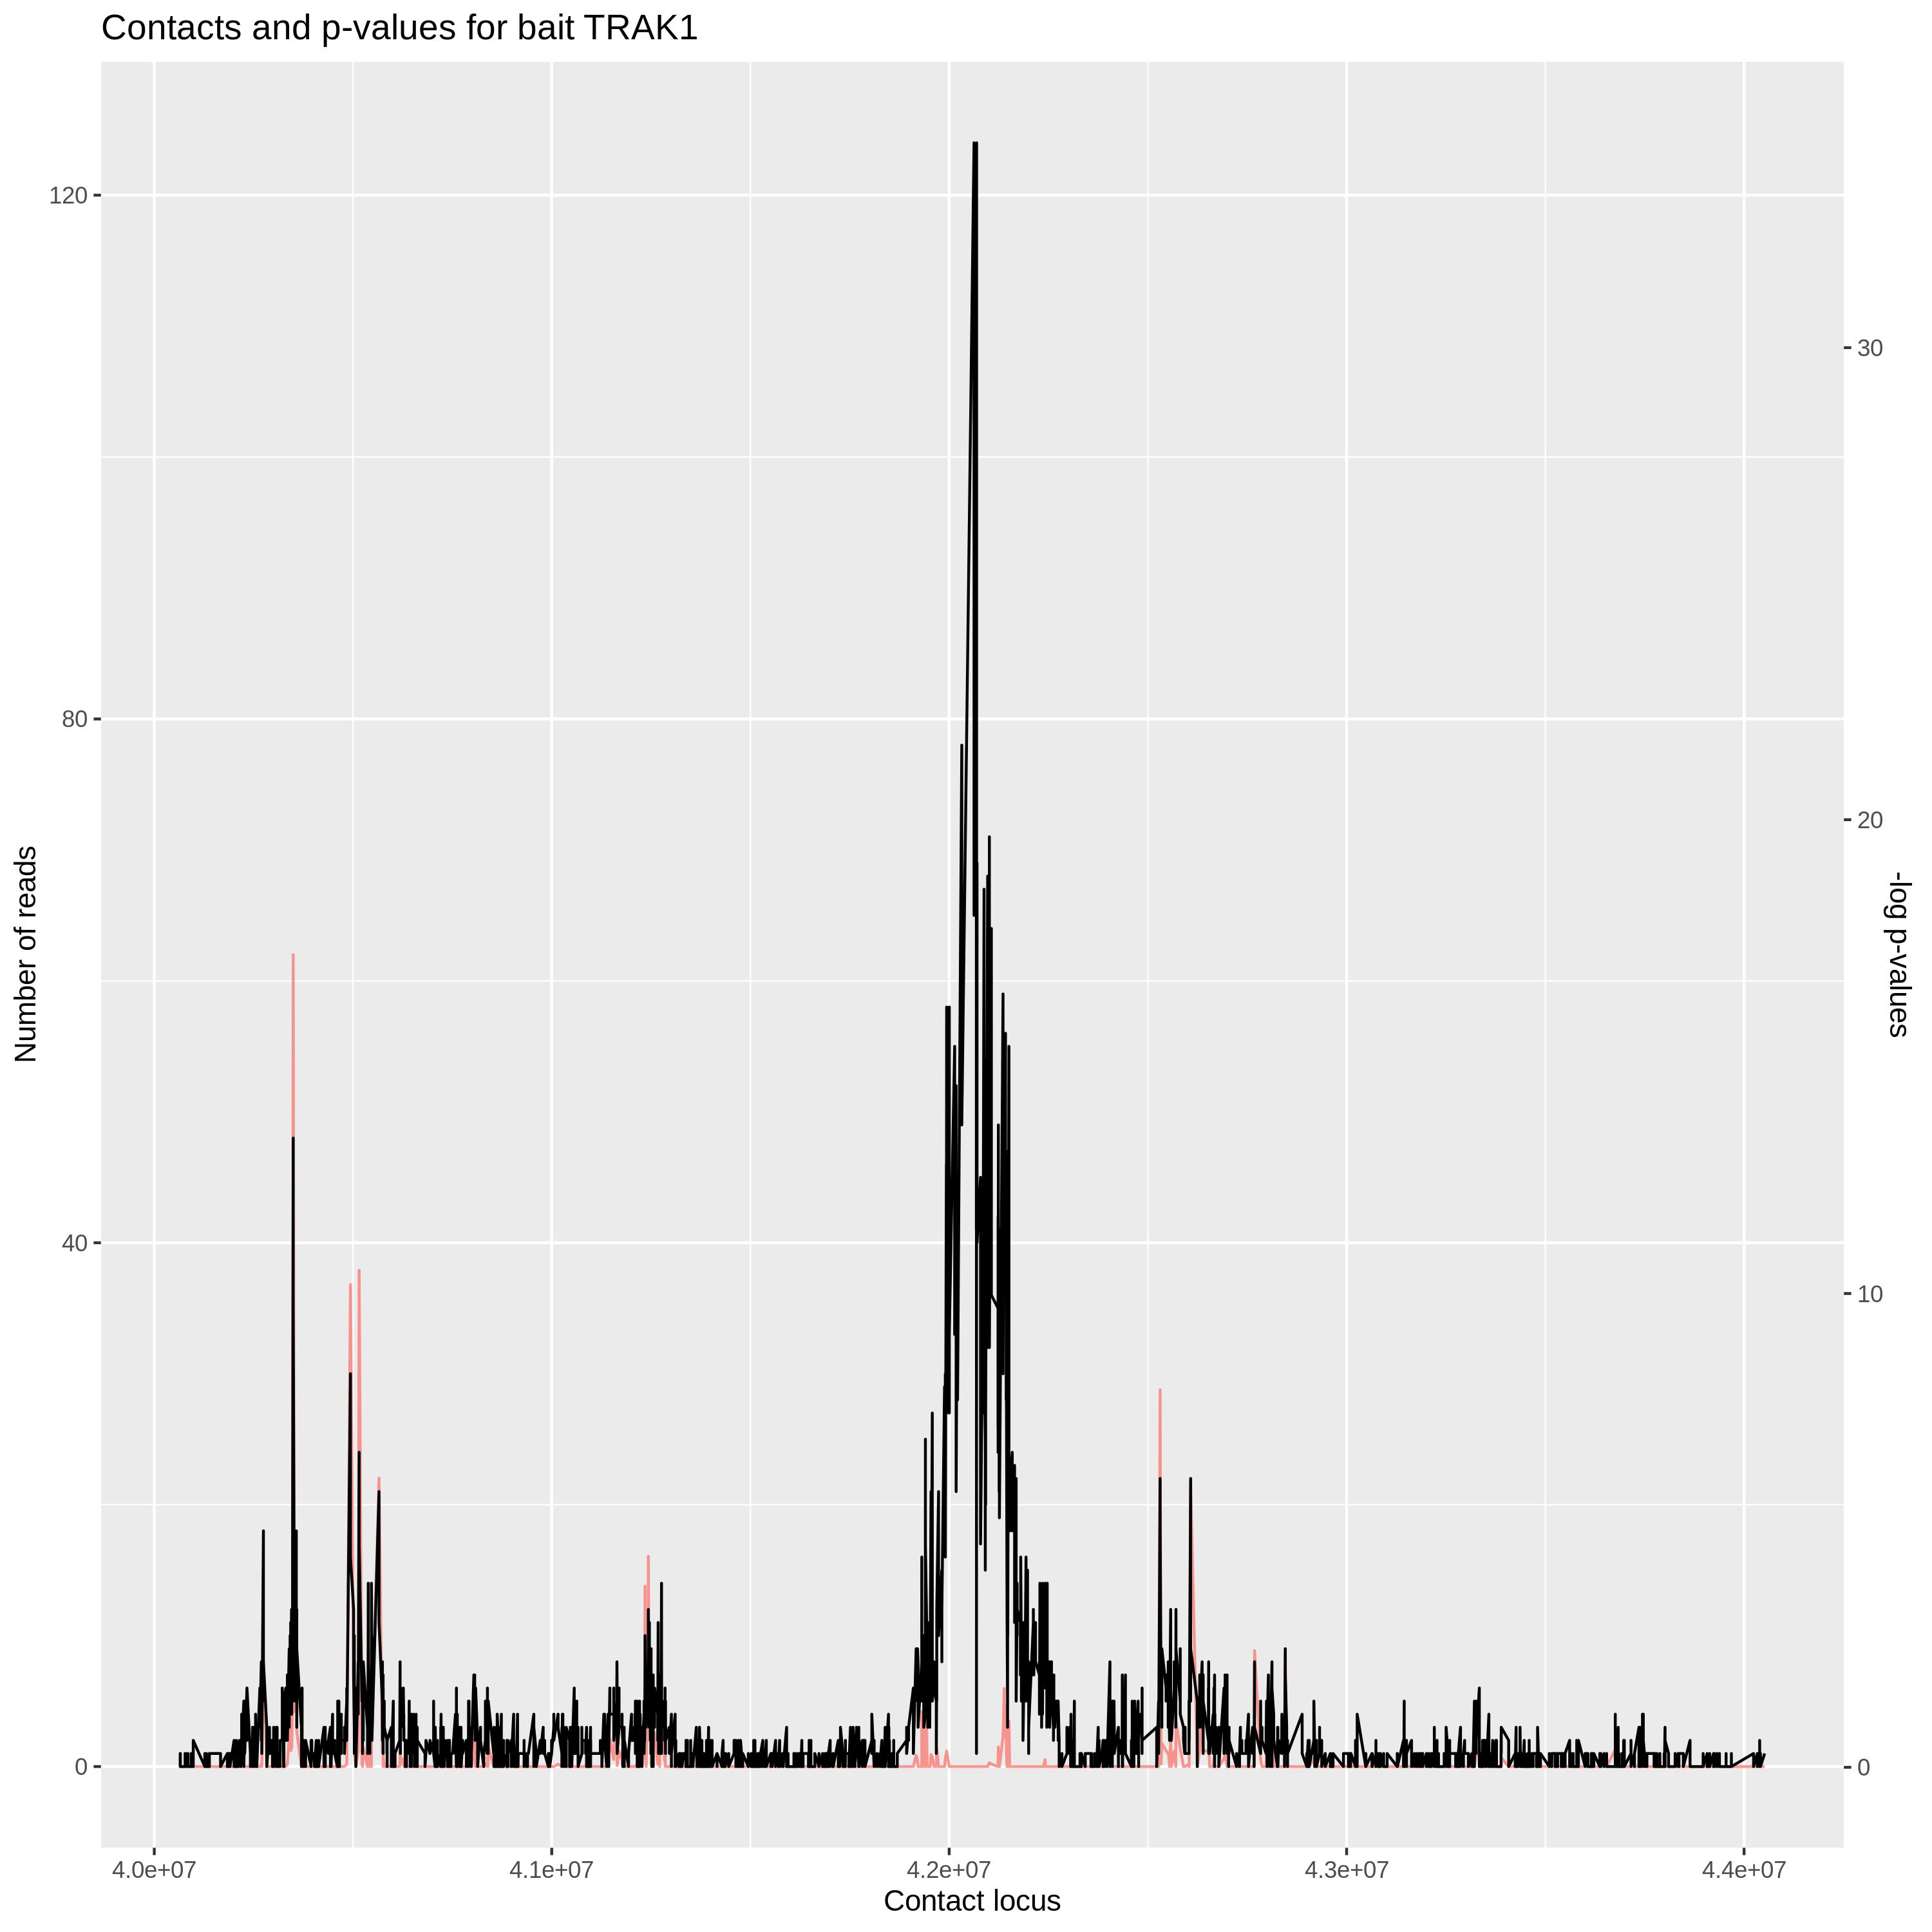 Contacts and p-values for bait TRAK1
120
80
40
0
Number of reads
30
20
10
0
-log p-values
4.0e+07 4.1e+07 4.2e+07 4.3e+07 4.4e+07
Contact locus